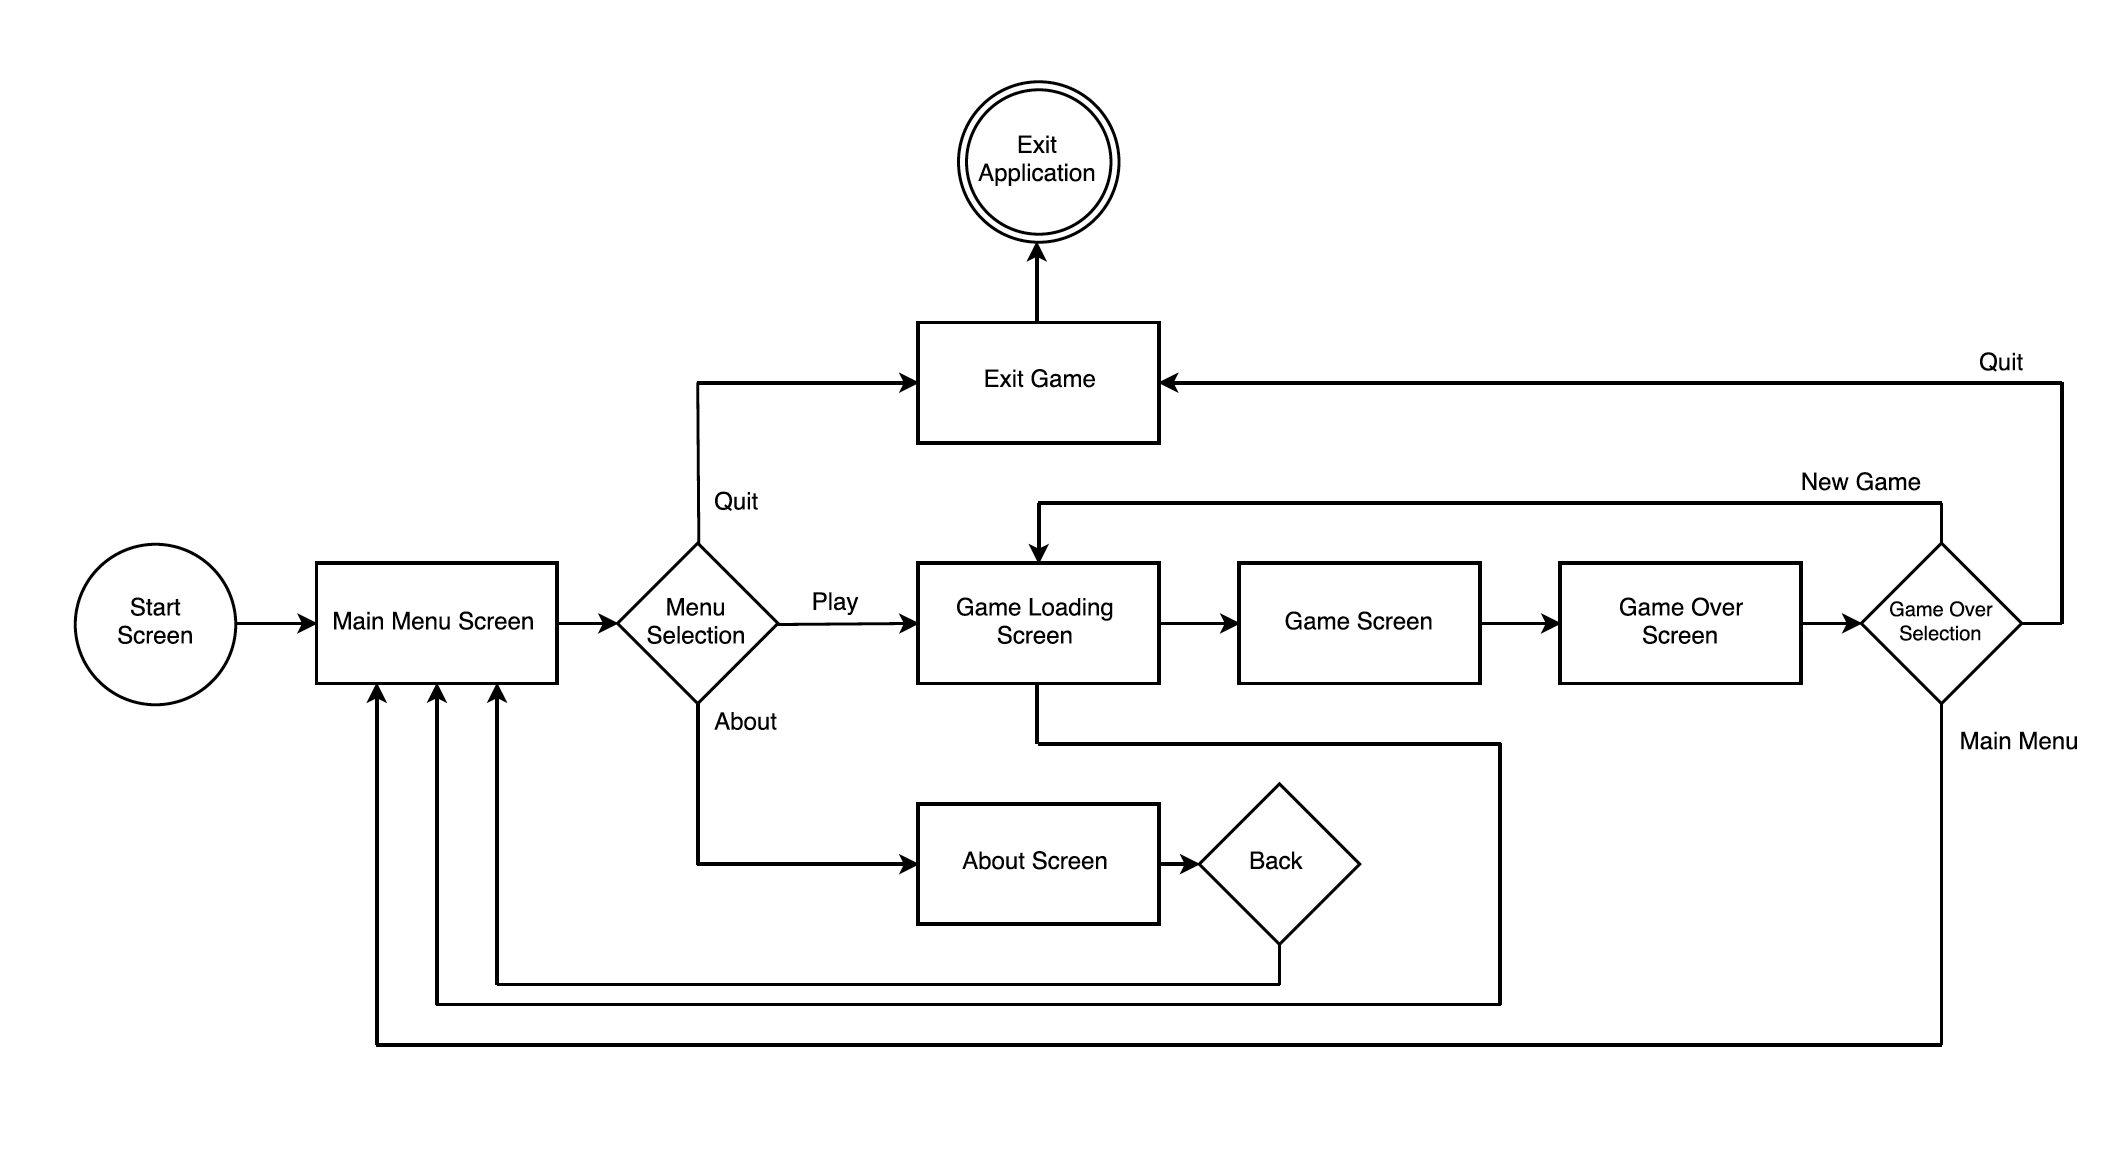 Exit
Application
Exit Game
Quit
New Game
Quit
Start
Screen
Main Menu Screen
Menu
Selection
Play
Game Loading
Screen
Game Screen
Game Over
Screen
Game Over
Selection
About
Main Menu
About Screen
Back